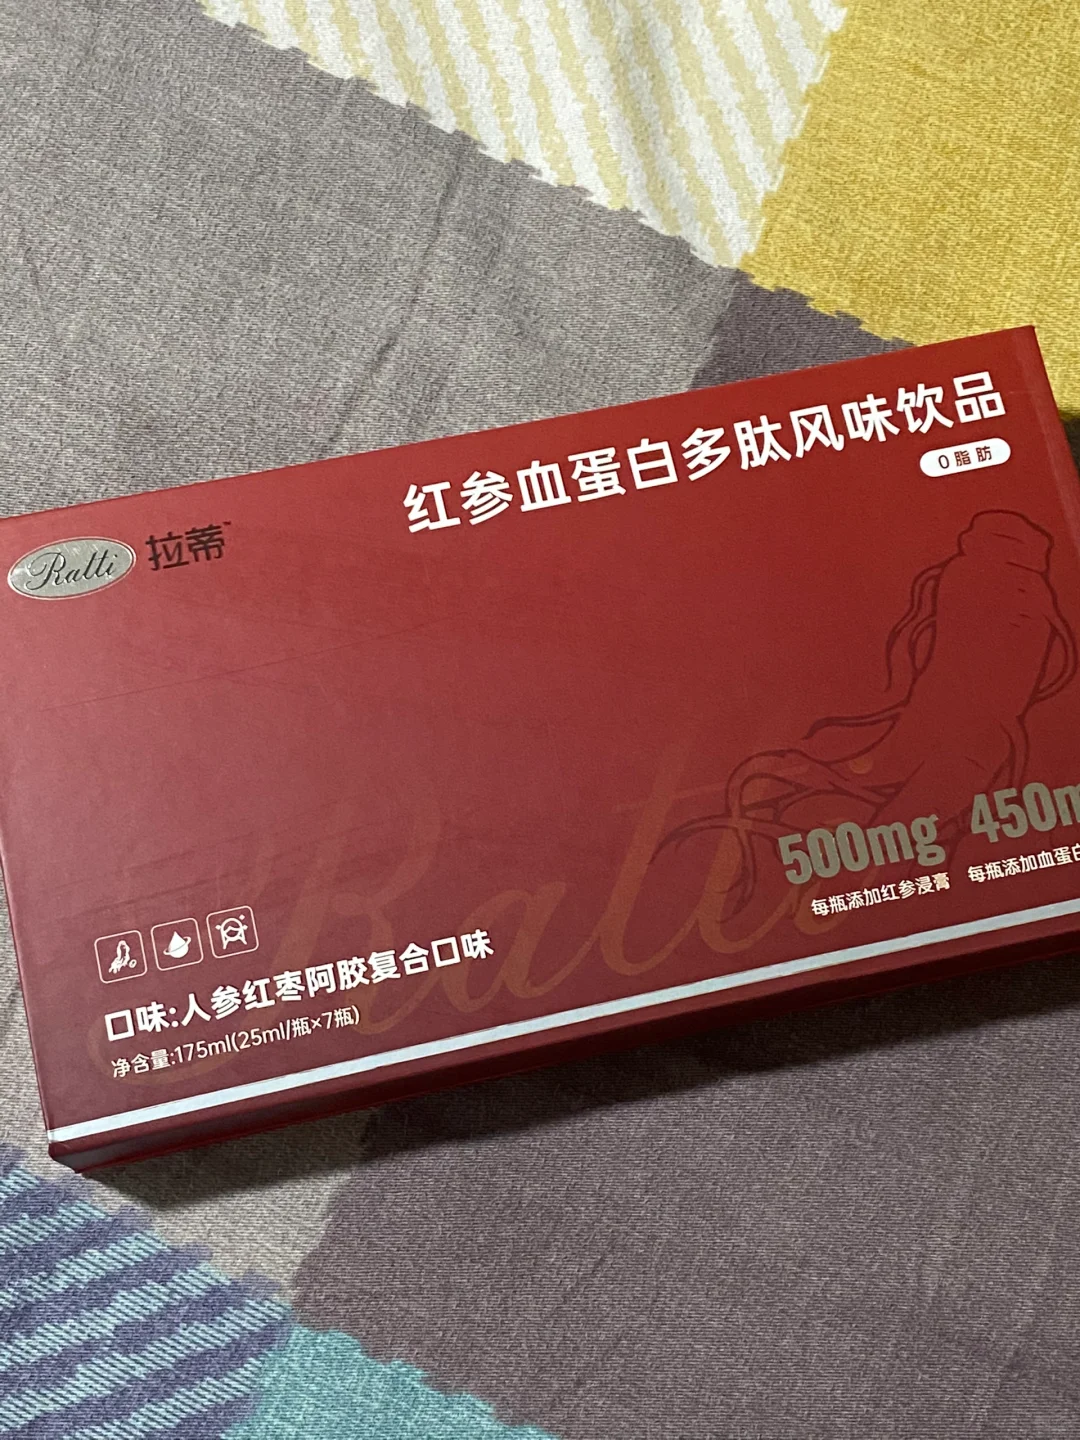 红参血蛋白多肽风味饮品
0脂肪
Ratti 拉蒂
Ratti
500mg 450m
每瓶添加红参浸膏 每瓶添加血蛋白
口味:人参红枣阿胶复合口味
净含量:175ml(25ml/瓶×7瓶)